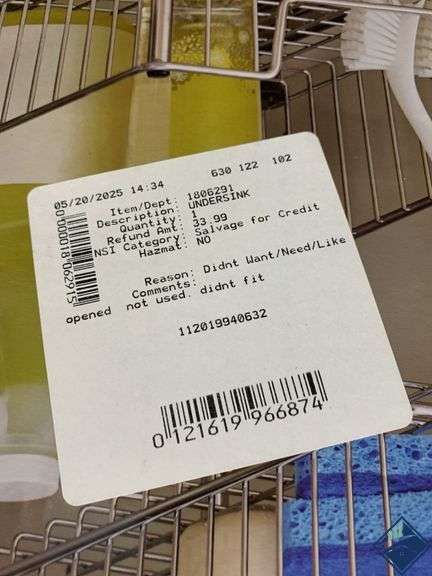 05/20/2025 14:34 630 122 102
Item/Dept: 1806291
Description: UNDERSINK
Quantity: 1
Refund Amt: 33.99
NSI Category: Salvage for Credit
Hazmat: NO
0000018062915
Reason: Didnt Want/Need/Like
Comments:
opened not used. didnt fit
112019940632
0 121619 966874